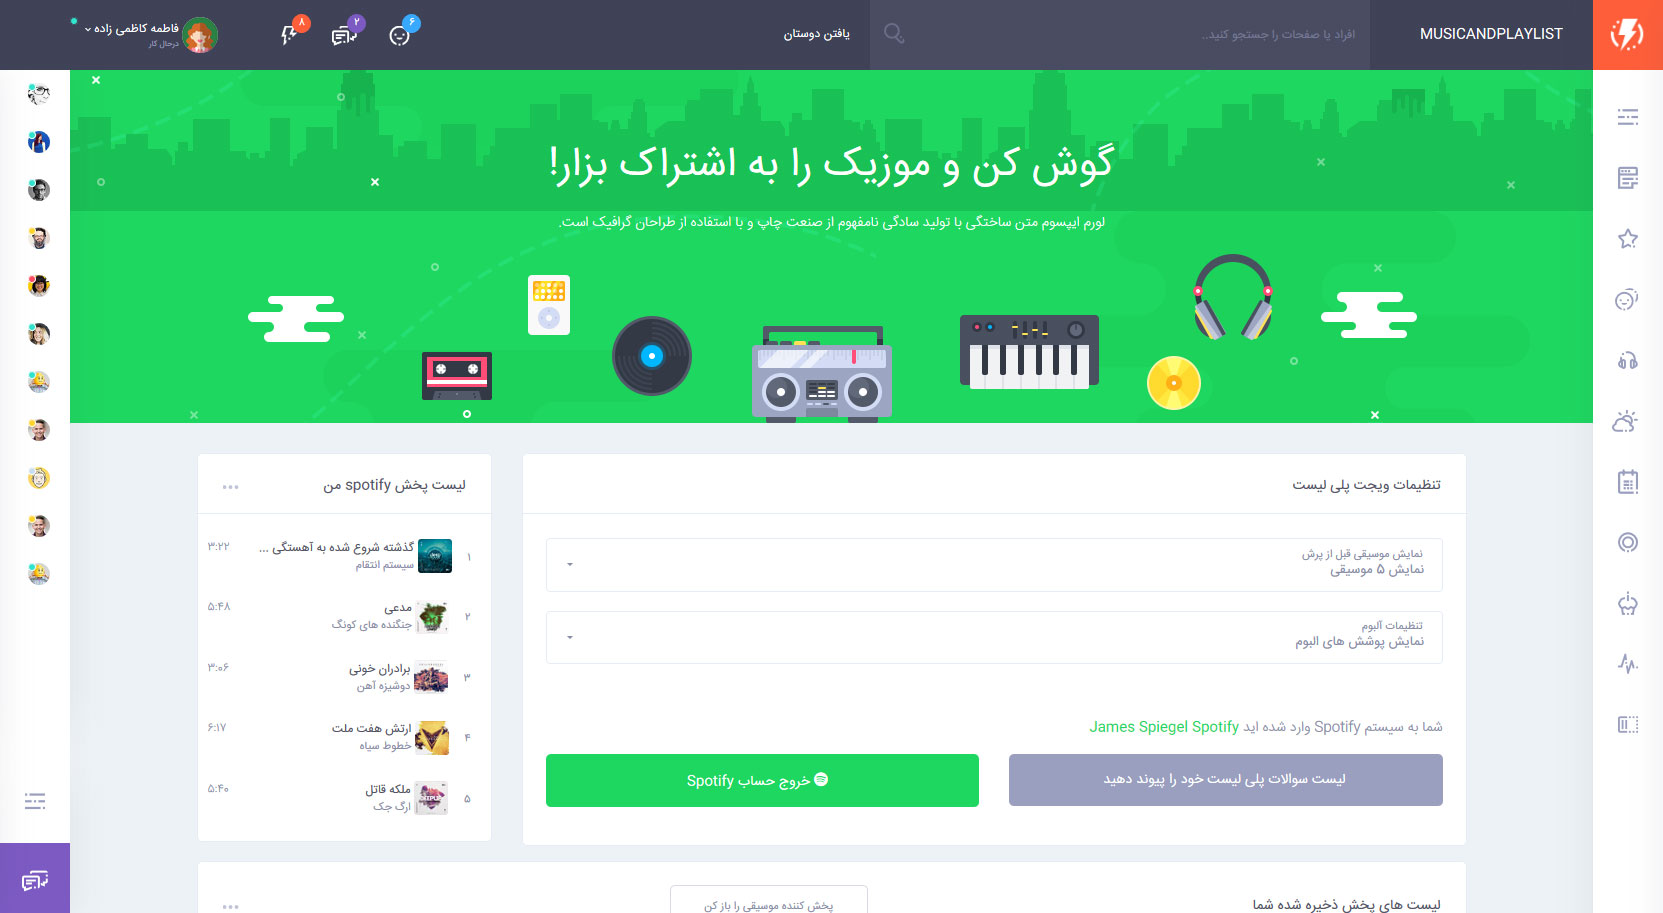 MUSICANDPLAYLIST
افراد یا صفحات را جستجو کنید..
یافتن دوستان
۶
۲
۸
فاطمه کاظمی زاده
درحال کار
گوش کن و موزیک را به اشتراک بزار!
لورم ایپسوم متن ساختگی با تولید سادگی نامفهوم از صنعت چاپ و با استفاده از طراحان گرافیک است.
تنظیمات ویجت پلی لیست
نمایش موسیقی قبل از پرش
نمایش ۵ موسیقی
تنظیمات آلبوم
نمایش پوشش های البوم
شما به سیستم Spotify وارد شده اید James Spiegel Spotify
لیست سوالات پلی لیست خود را پیوند دهید
خروج حساب Spotify
لیست پخش spotify من
۱
گذشته شروع شده به آهستگی ...
سیستم انتقام
۳:۲۲
۲
مدعی
جنگنده های کونگ
۵:۴۸
۳
برادران خونی
دوشیزه آهن
۳:۰۶
۴
ارتش هفت ملت
خطوط سیاه
۶:۱۷
۵
ملکه قاتل
ارگ جک
۵:۴۰
لیست های پخش ذخیره شده شما
پخش کننده موسیقی را باز کن